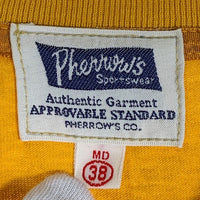 Pherrow's
Sportswear
Authentic Garment
APPROVABLE STANDARD
PHERROW'S CO.
MD
38